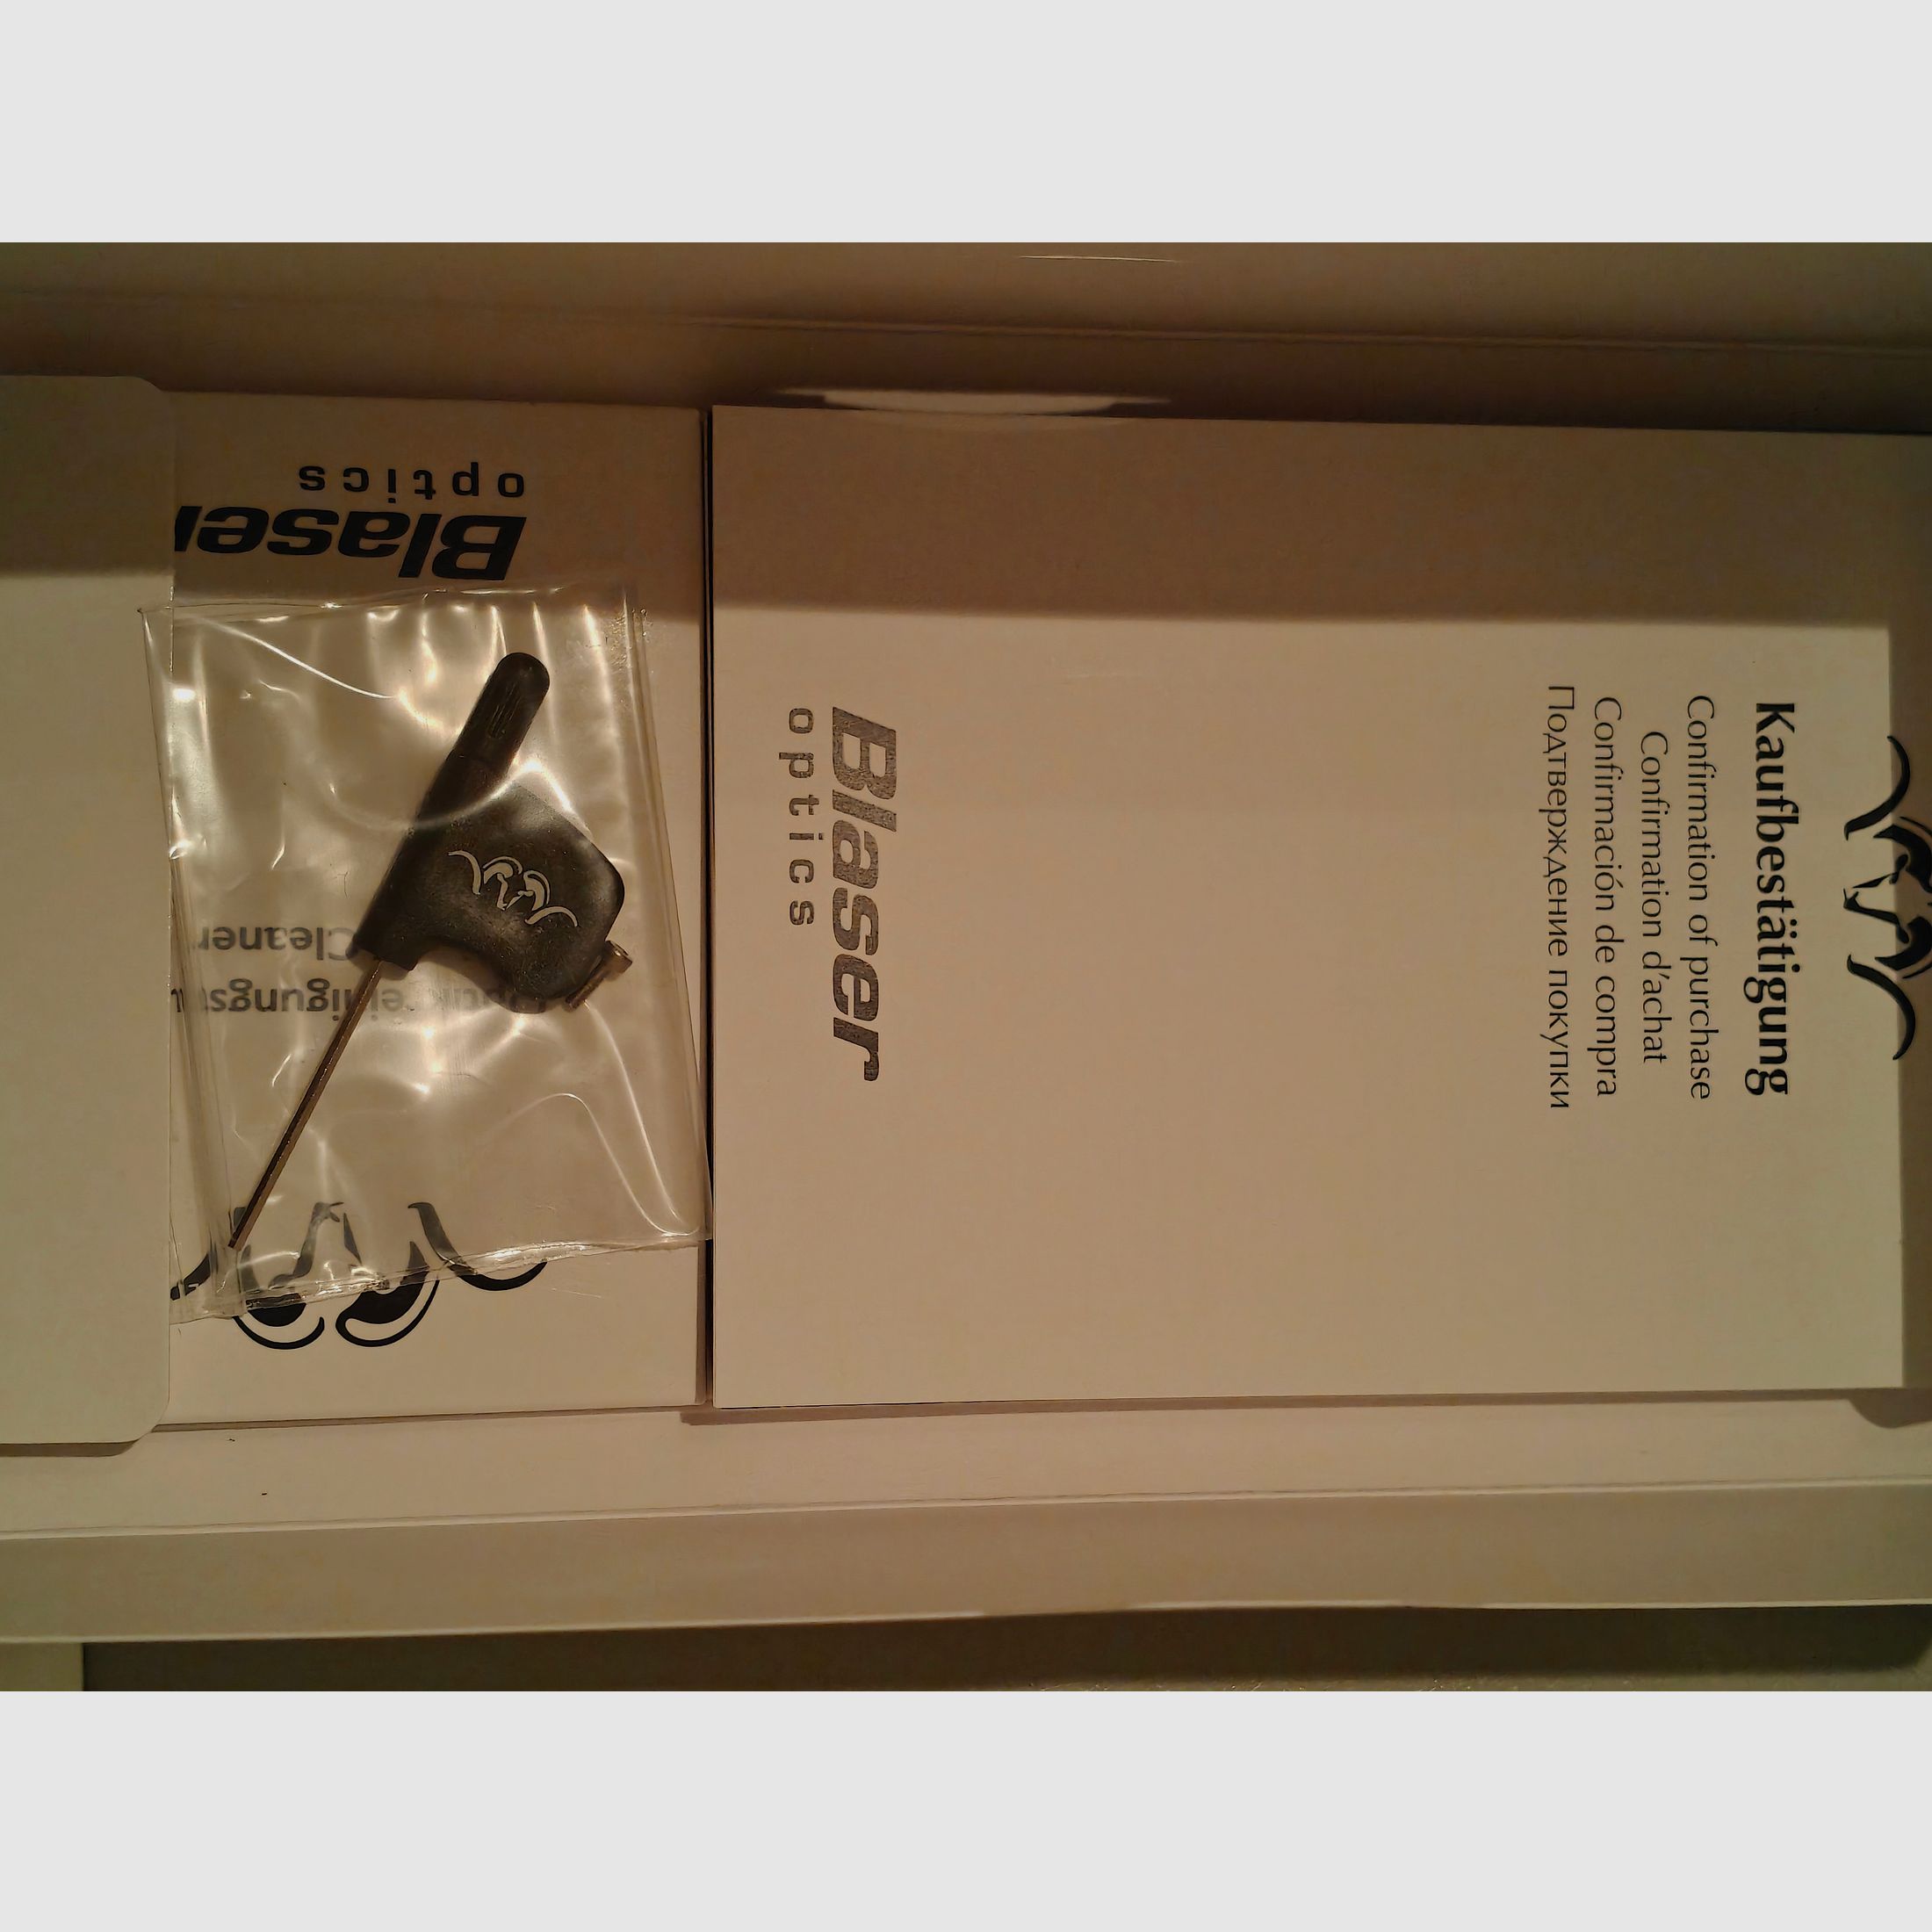 Blaser
optics
Cleaner
Kaufbestätigung
Confirmation of purchase
Confirmation d'achat
Confirmación de compra
Подтверждение покупки
Blaser
optics